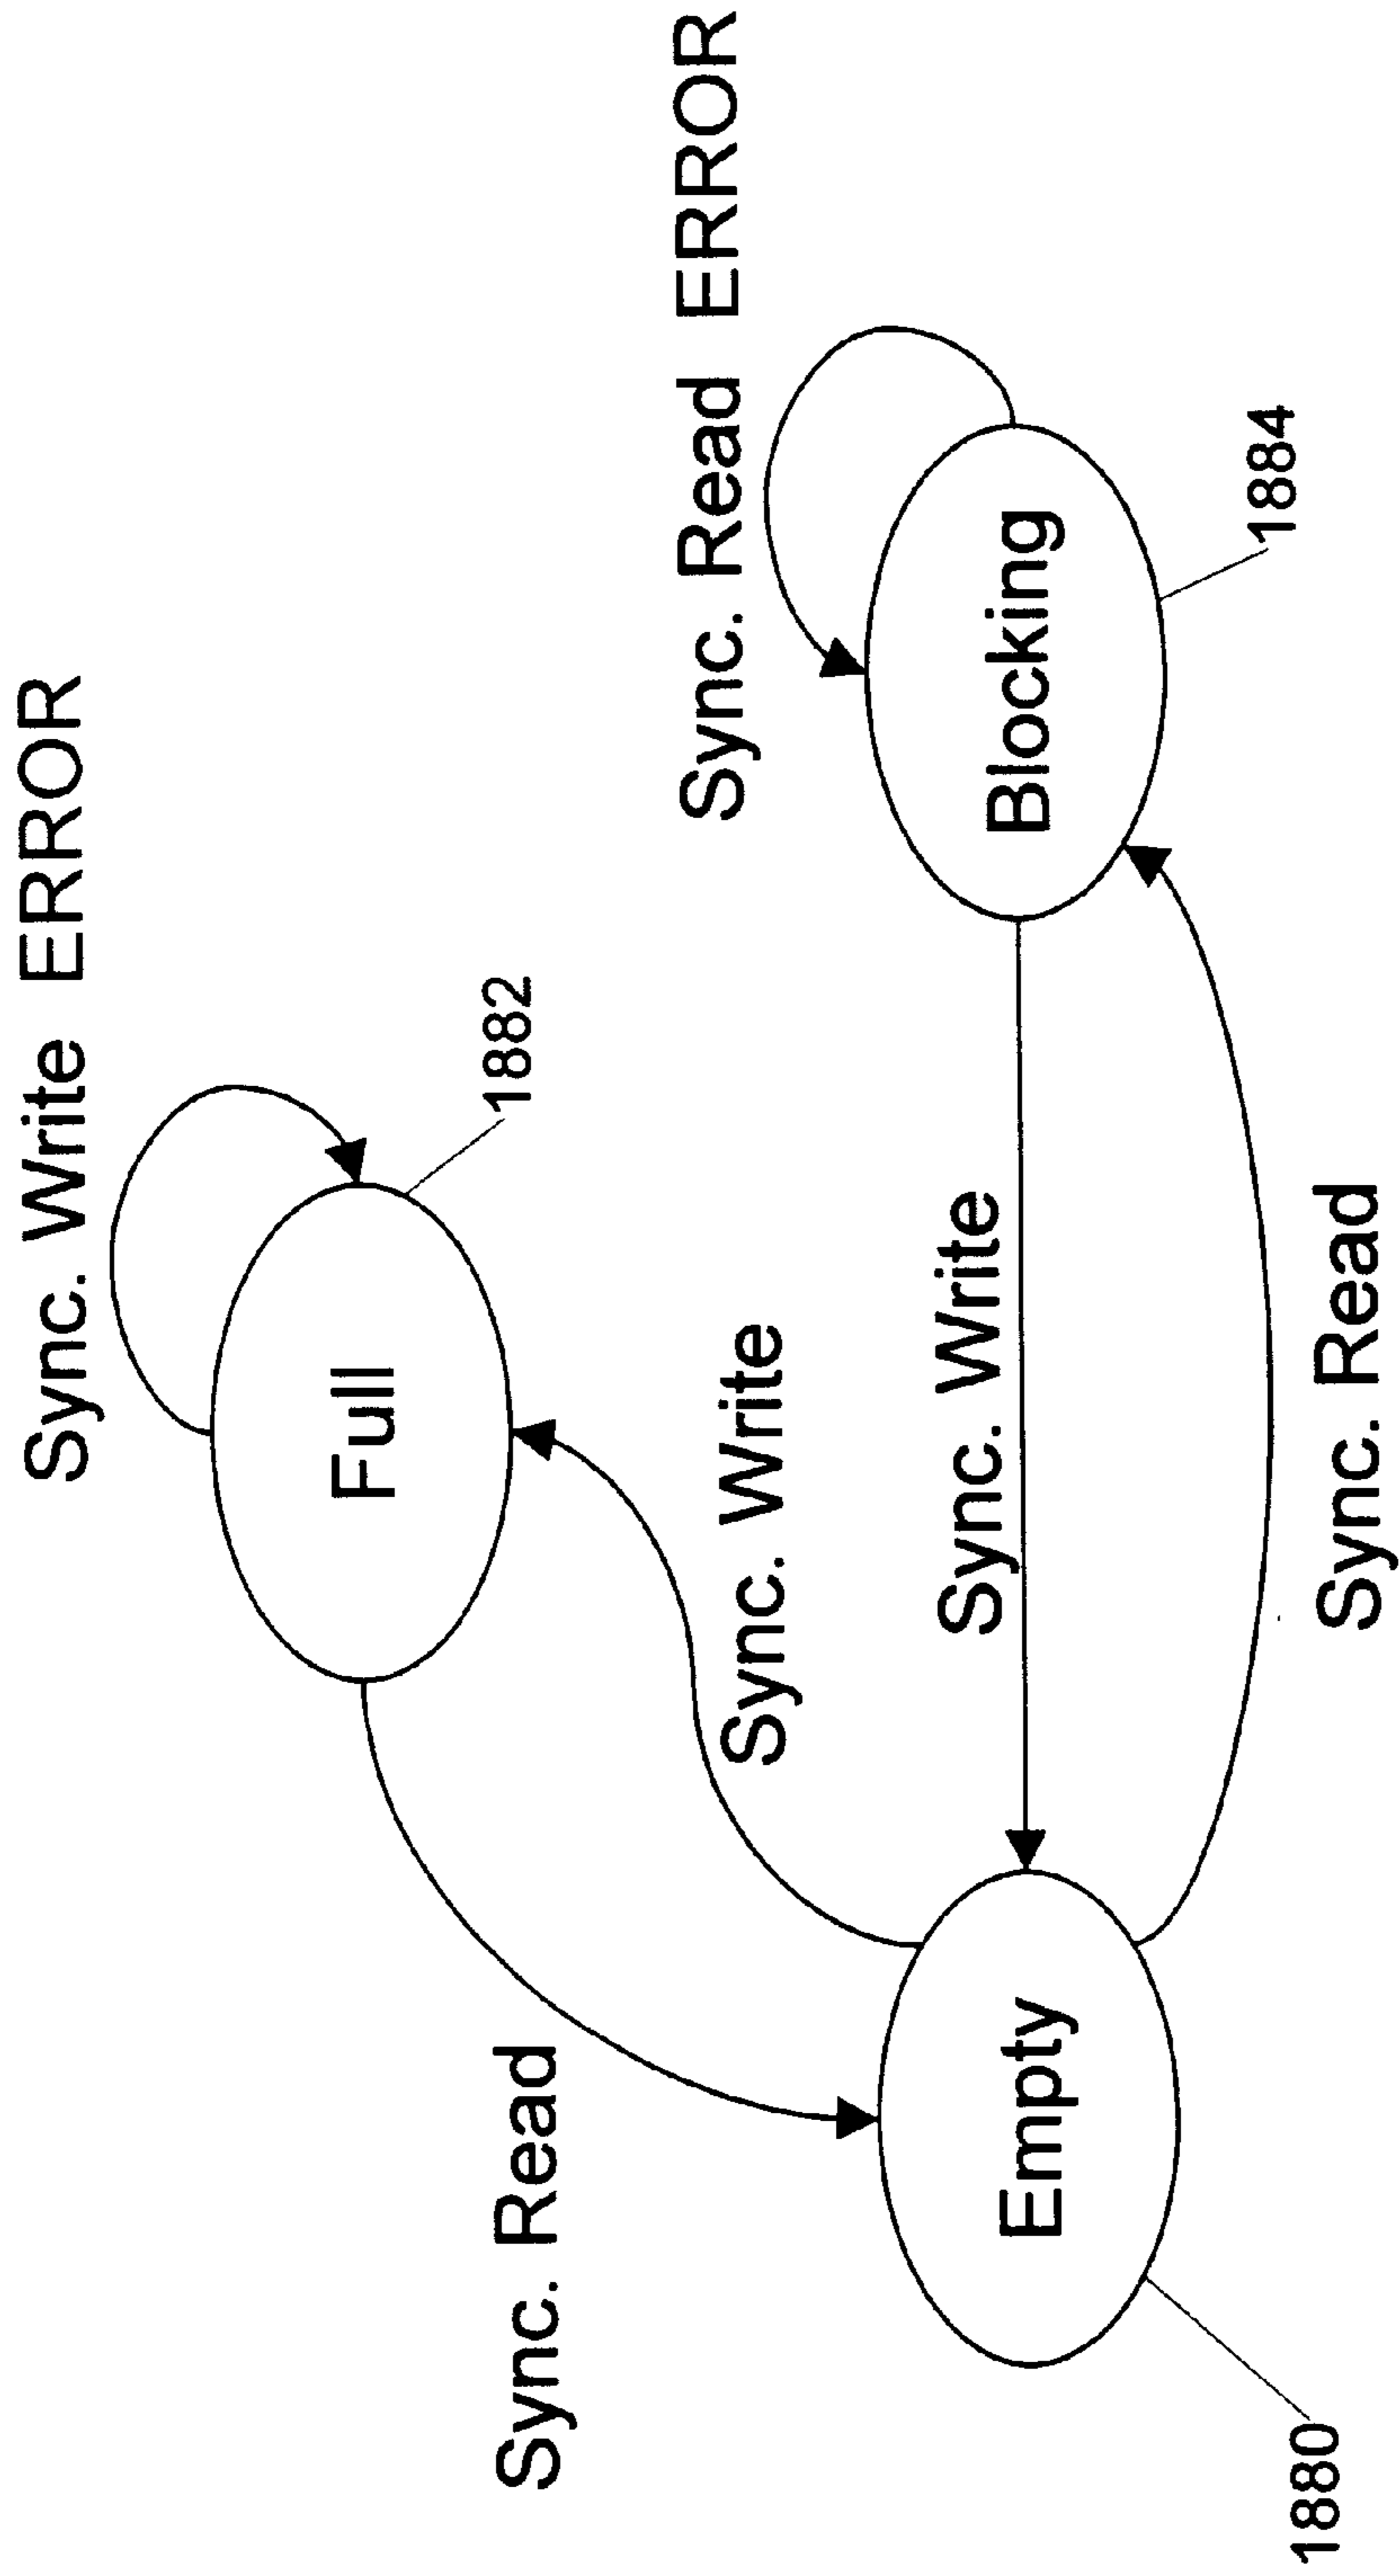 Sync. Write ERROR
Full
1882
Sync. Read
Sync. Write
Sync. Read ERROR
Sync. Write
Empty
Blocking
1880
1884
Sync. Read